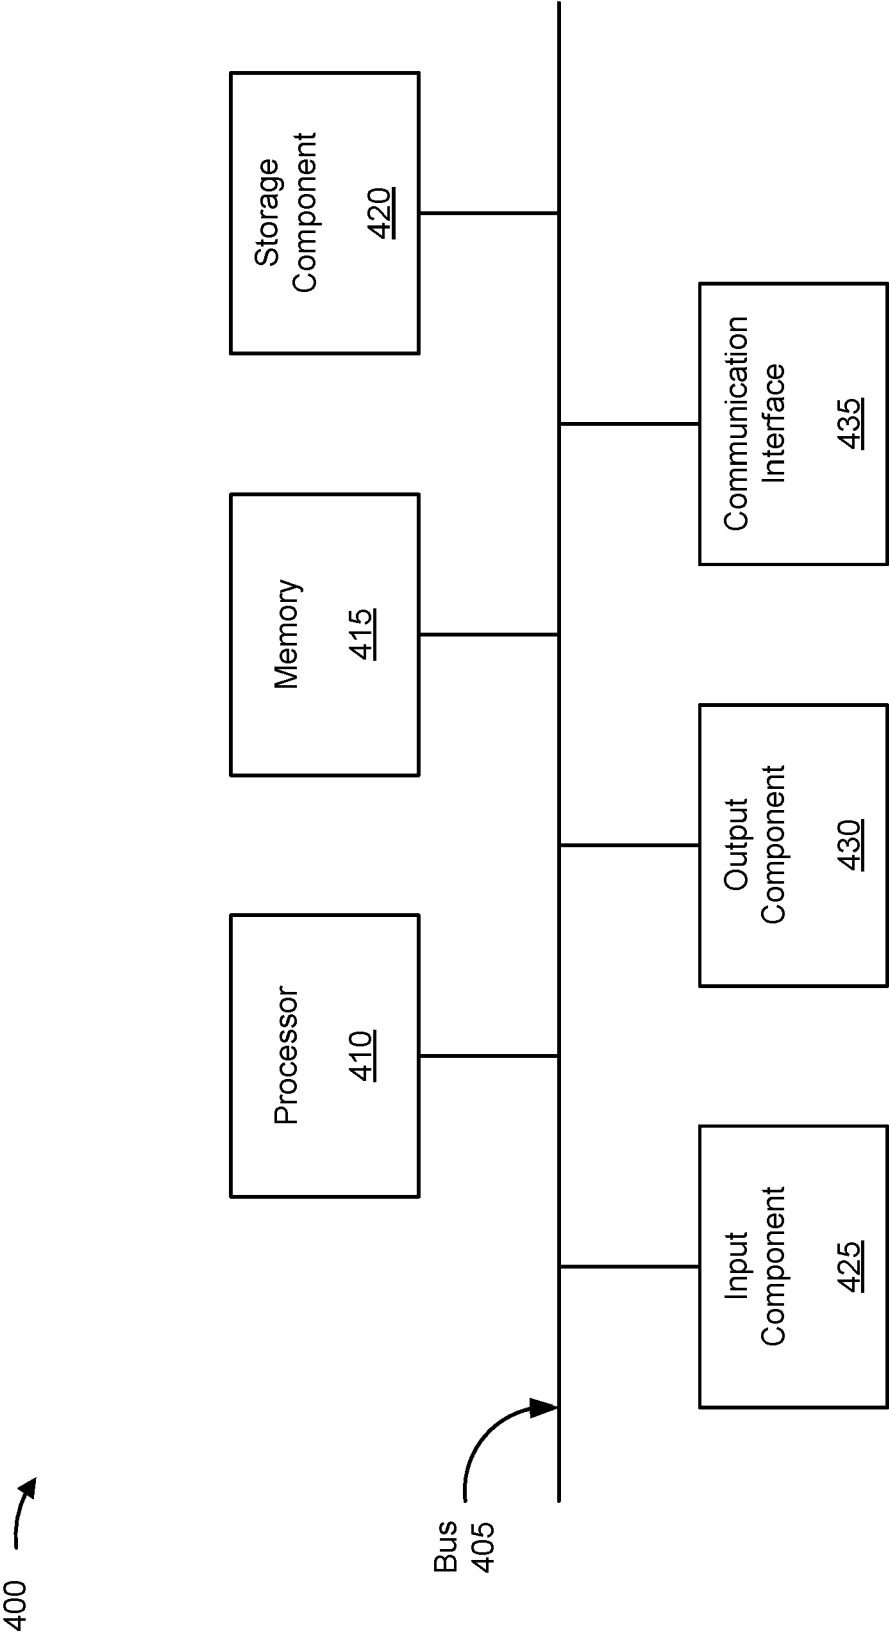 400
Bus
405
Processor
410
Memory
415
Storage
Component
420
Input
Component
425
Output
Component
430
Communication
Interface
435